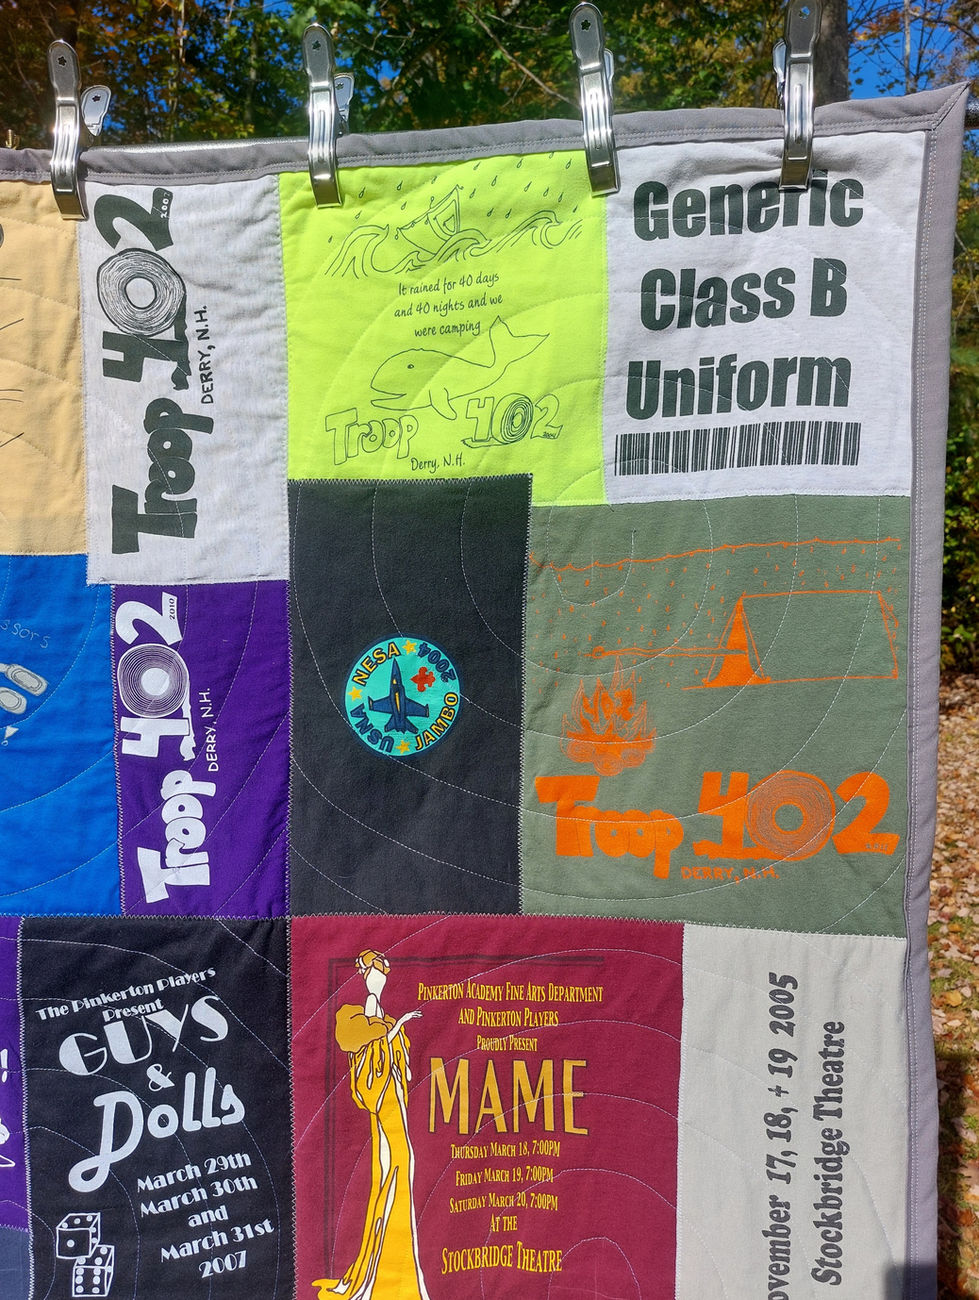 Troop 402
2007
DERRY, N.H.
It rained for 40 days
and 40 nights and we
were camping
Troop 402
Derry, N.H.
Generic
Class B
Uniform
Troop 402
2010
DERRY, N.H.
NESA 2004
USNA JAMBO
402
Troop 402
DERRY, N.H.
The Pinkerton Players
Present
GUYS
&
Dolls
March 29th
March 30th
and
March 31st
2007
PINKERTON ACADEMY FINE ARTS DEPARTMENT
AND PINKERTON PLAYERS
PROUDLY PRESENT
MAME
THURSDAY MARCH 18, 7:00PM
FRIDAY MARCH 19, 7:00PM
SATURDAY MARCH 20, 7:00PM
AT THE
STOCKBRIDGE THEATRE
ovember 17, 18, + 19 2005
Stockbridge Theatre